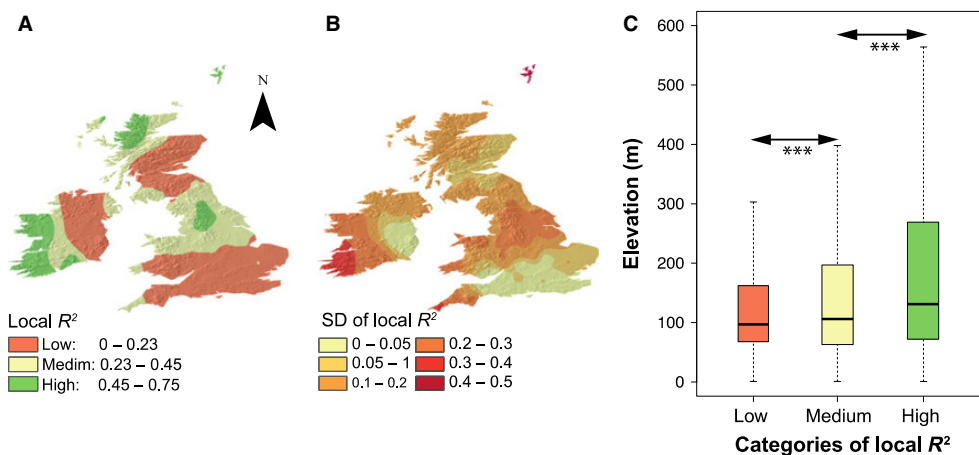 A
N
Local R²
Low: 0 – 0.23
Medim: 0.23 – 0.45
High: 0.45 – 0.75
B
SD of local R²
0 – 0.05
0.05 – 1
0.1 – 0.2
0.2 – 0.3
0.3 – 0.4
0.4 – 0.5
C
600
500
400
300
200
100
0
Elevation (m)
***
***
Low Medium High
Categories of local R²